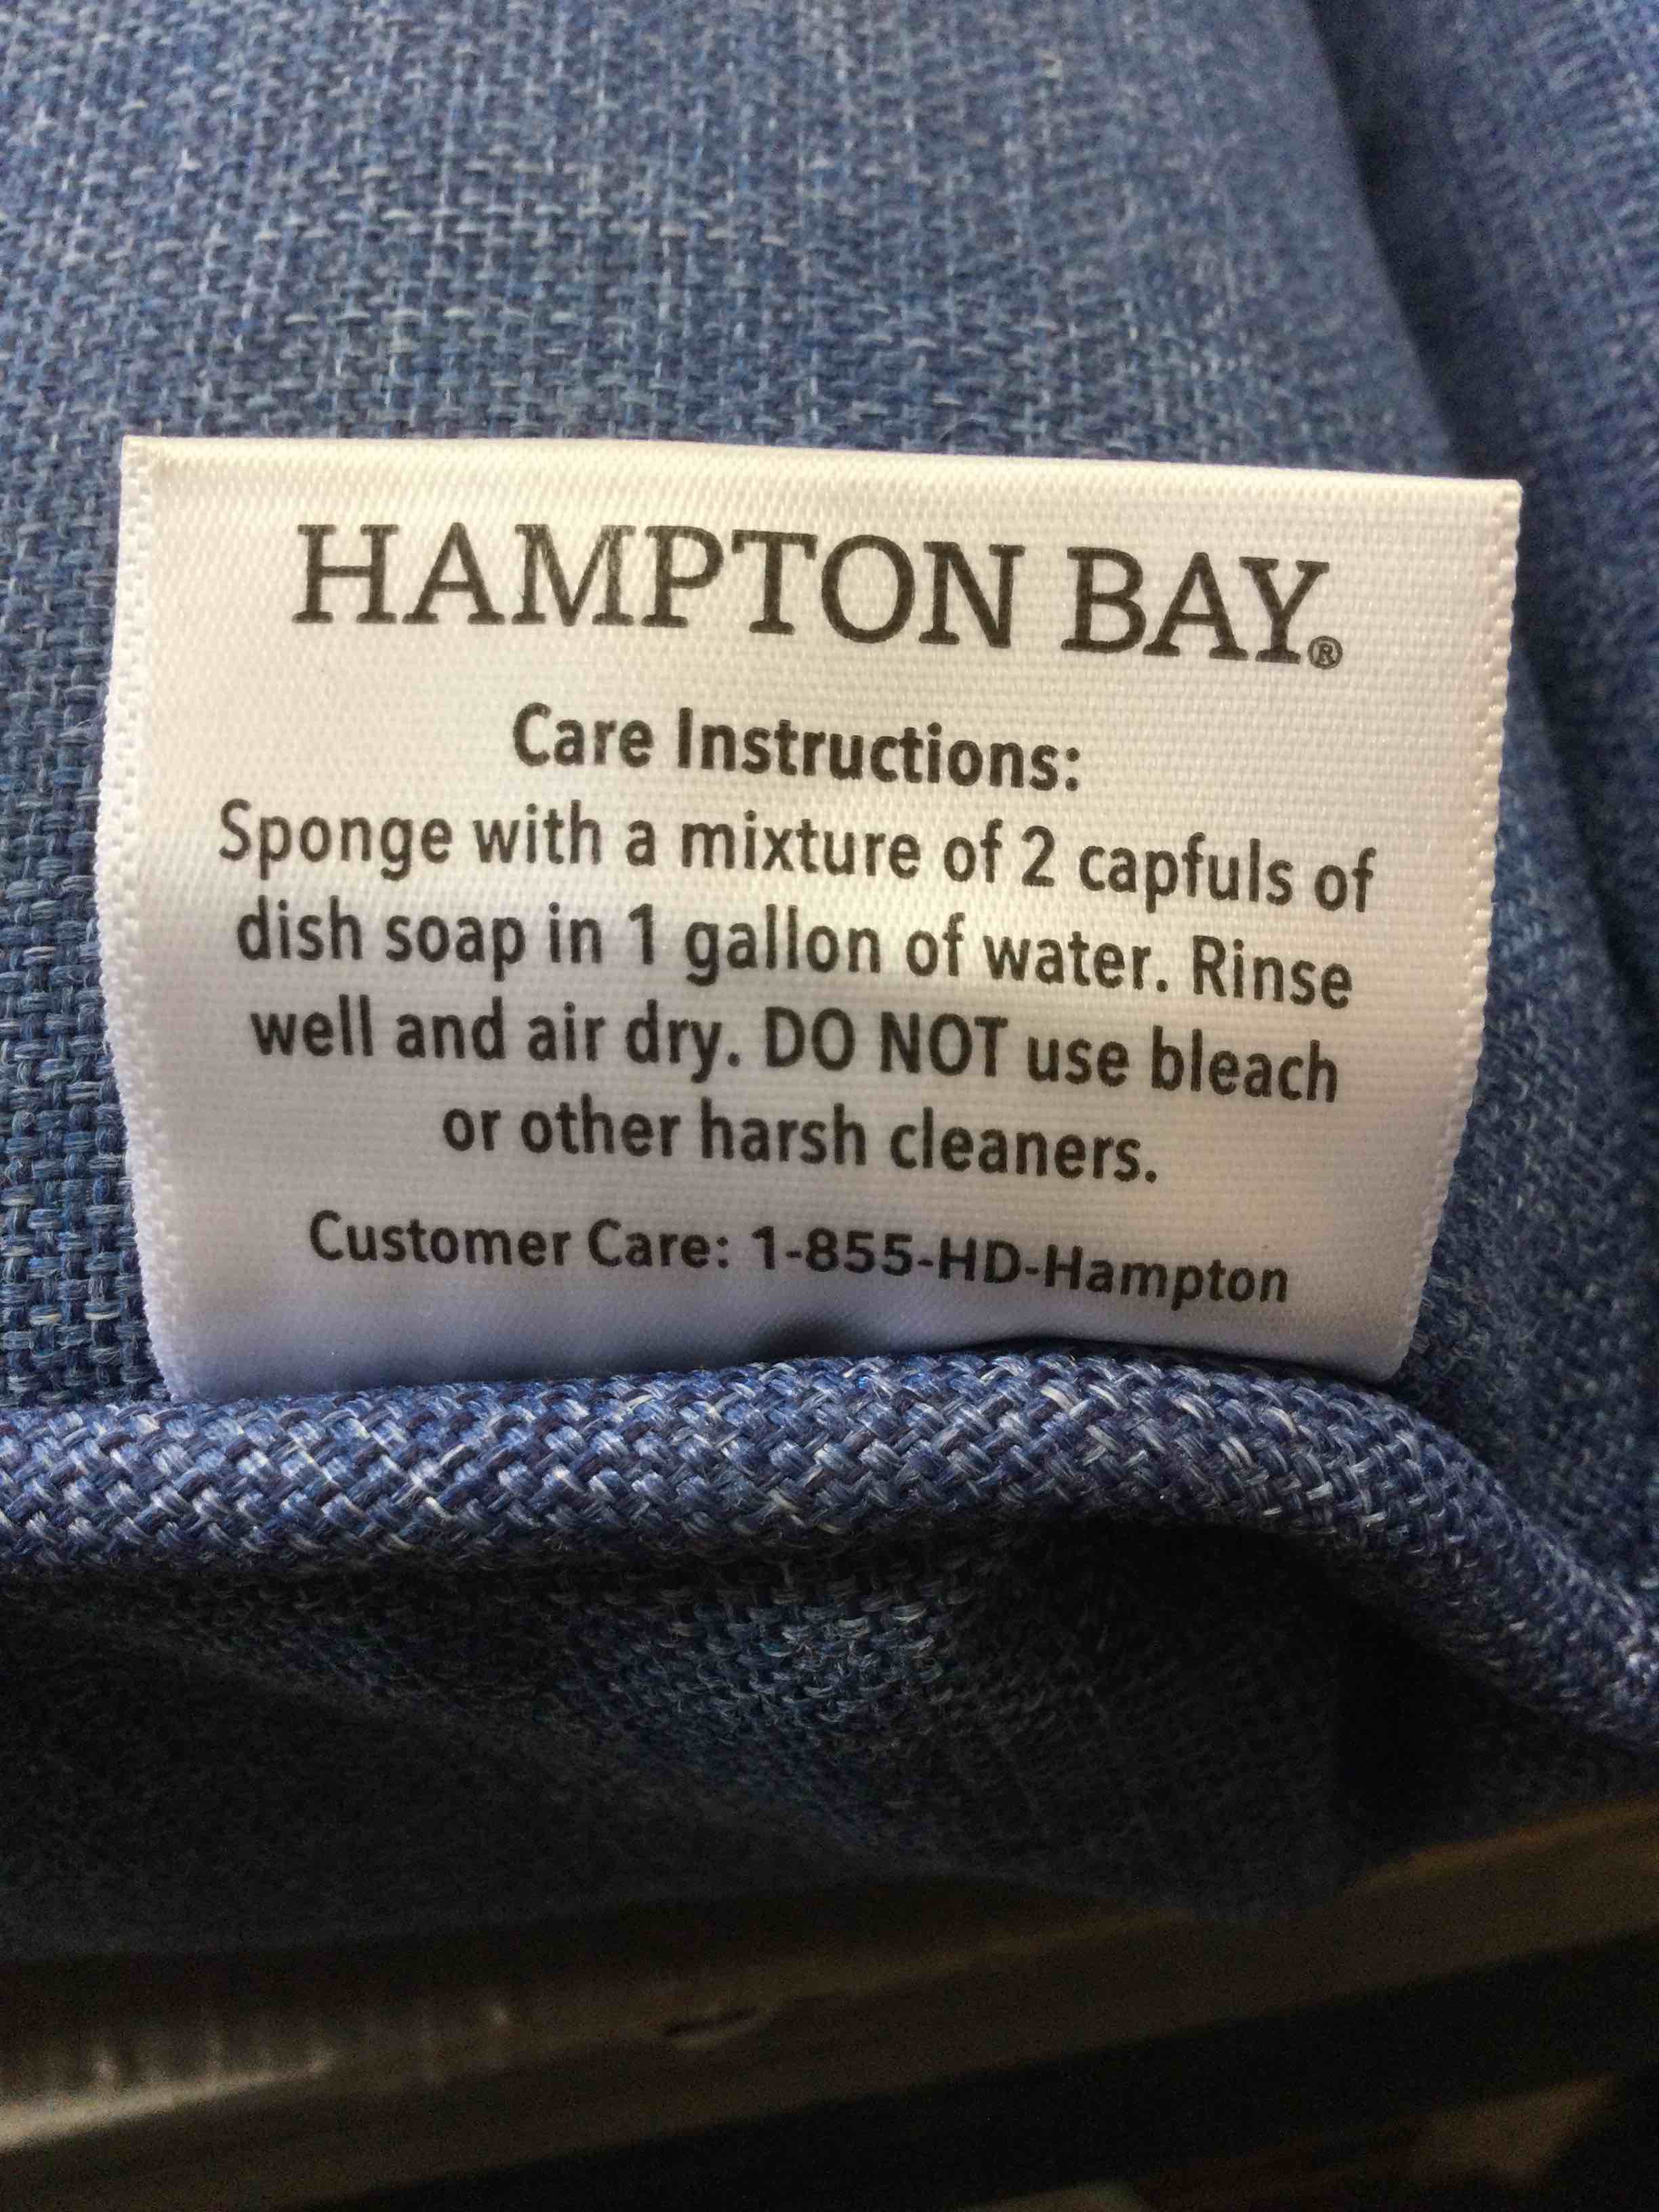 HAMPTON BAY®
Care Instructions:
Sponge with a mixture of 2 capfuls of
dish soap in 1 gallon of water. Rinse
well and air dry. DO NOT use bleach
or other harsh cleaners.
Customer Care: 1-855-HD-Hampton